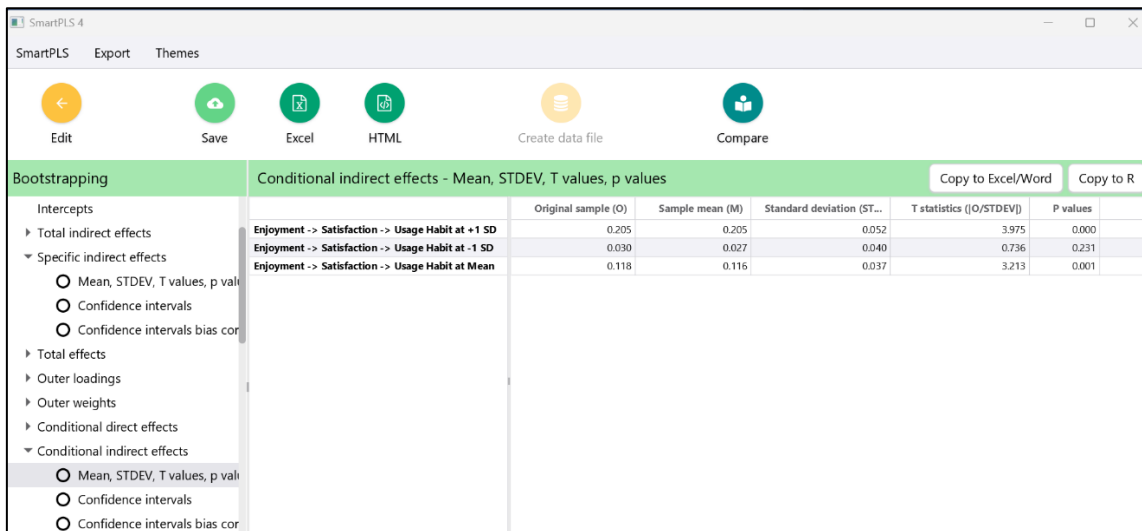 SmartPLS 4
SmartPLS Export Themes
Edit Save Excel HTML Create data file Compare
Bootstrapping
Intercepts
Total indirect effects
Specific indirect effects
Mean, STDEV, T values, p valu
Confidence intervals
Confidence intervals bias cor
Total effects
Outer loadings
Outer weights
Conditional direct effects
Conditional indirect effects
Mean, STDEV, T values, p valu
Confidence intervals
Confidence intervals bias cor
Conditional indirect effects - Mean, STDEV, T values, p values Copy to Excel/Word Copy to R
Original sample (O) Sample mean (M) Standard deviation (ST... T statistics (|O/STDEV|) P values
Enjoyment -> Satisfaction -> Usage Habit at +1 SD 0.205 0.205 0.052 3.975 0.000
Enjoyment -> Satisfaction -> Usage Habit at -1 SD 0.030 0.027 0.040 0.736 0.231
Enjoyment -> Satisfaction -> Usage Habit at Mean 0.118 0.116 0.037 3.213 0.001